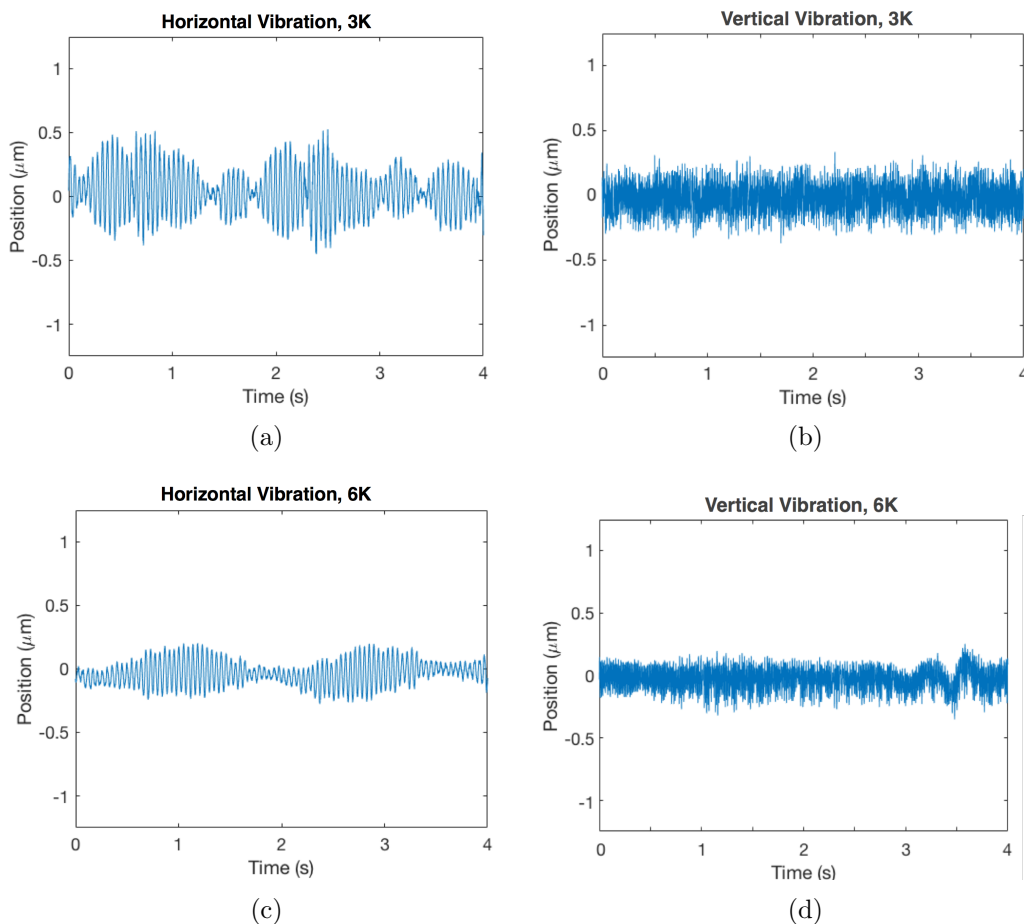 Horizontal Vibration, 3K
1
0.5
0
-0.5
-1
Position (μm)
0 1 2 3 4
Time (s)
(a)
Vertical Vibration, 3K
1
0.5
0
-0.5
-1
Position (μm)
0 1 2 3 4
Time (s)
(b)
Horizontal Vibration, 6K
1
0.5
0
-0.5
-1
Position (μm)
0 1 2 3 4
Time (s)
(c)
Vertical Vibration, 6K
1
0.5
0
-0.5
-1
Position (μm)
0 1 2 3 4
Time (s)
(d)